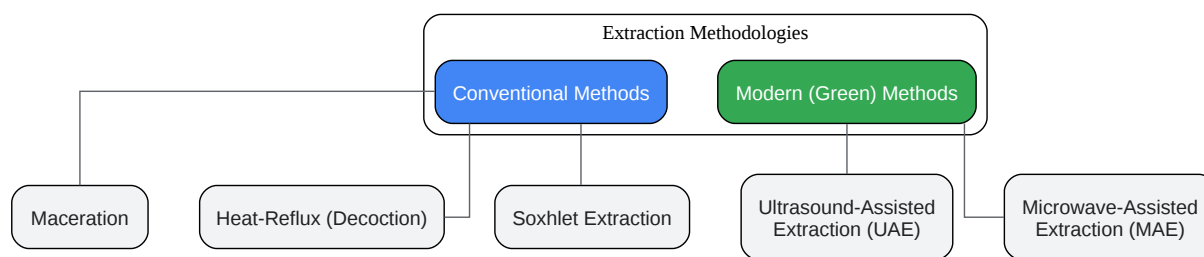 Extraction Methodologies
Conventional Methods
Modern (Green) Methods
Maceration
Heat-Reflux (Decoction)
Soxhlet Extraction
Ultrasound-Assisted
Extraction (UAE)
Microwave-Assisted
Extraction (MAE)